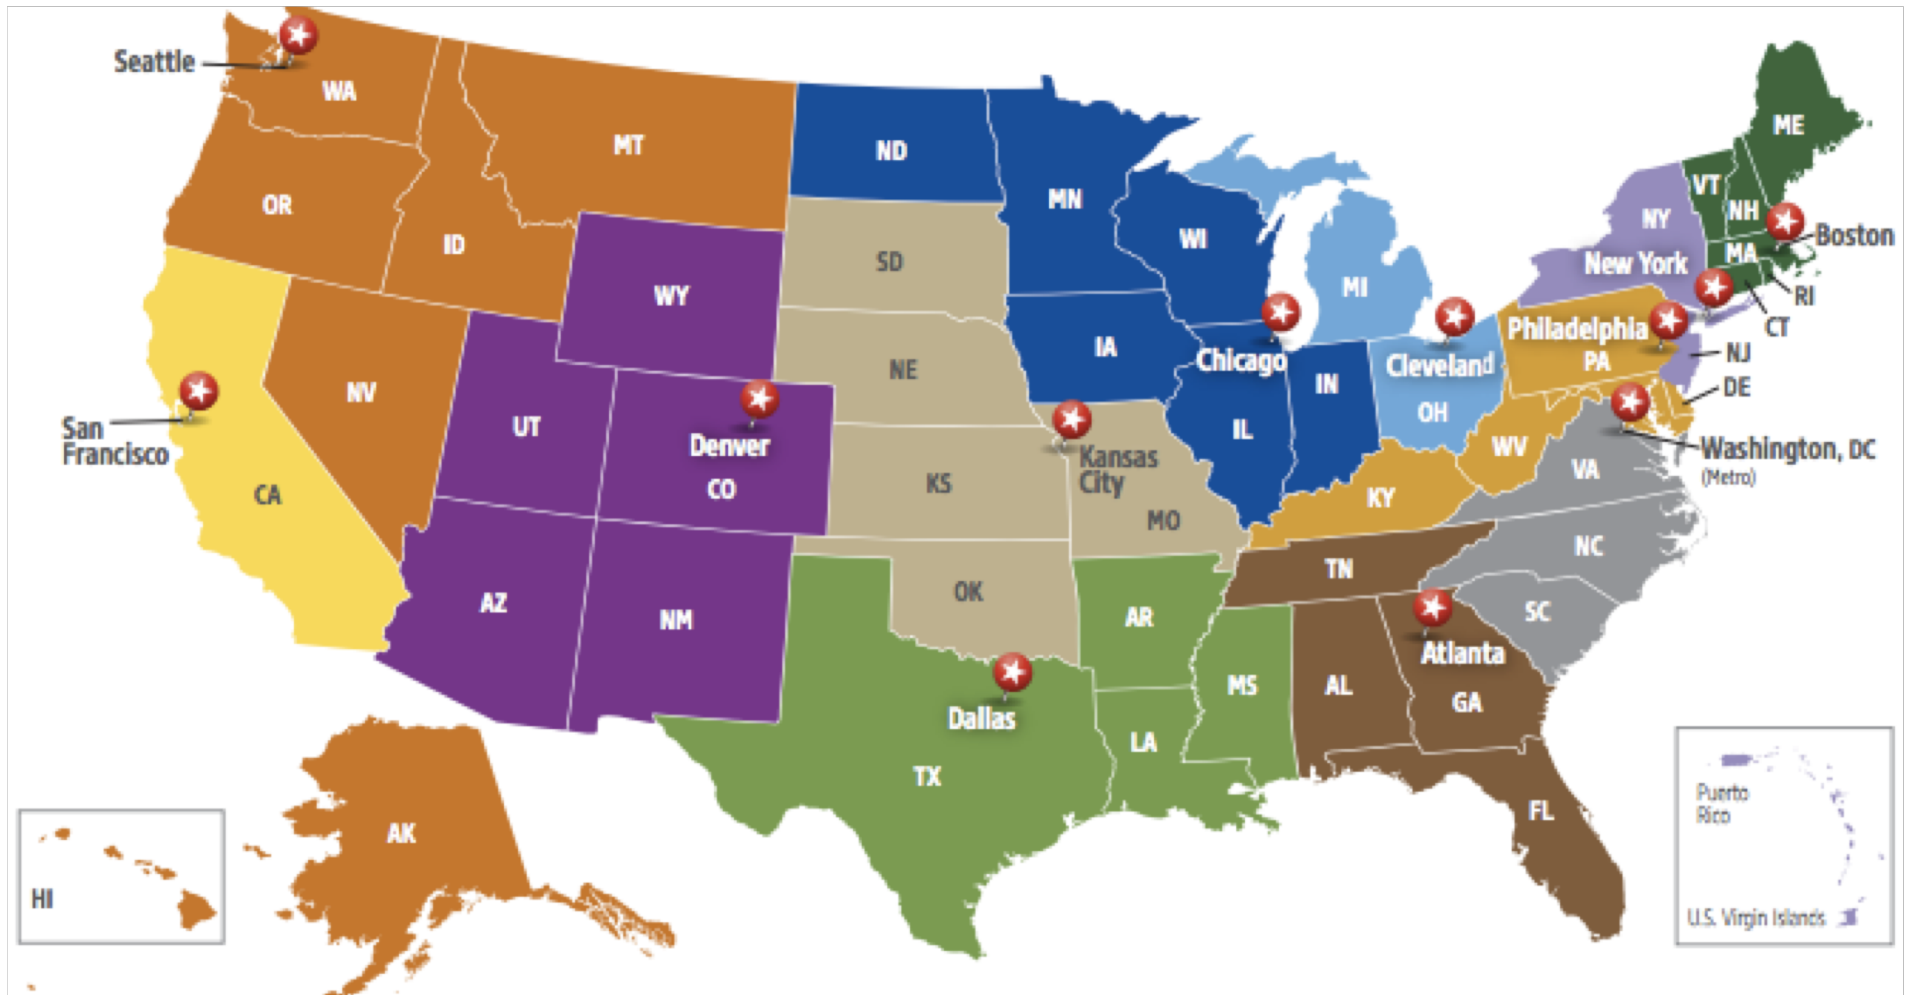 Seattle
WA
MT
ND
MN
ME
OR
ID
WY
SD
WI
MI
NY
VT
NH
MA
Boston
New York
RI
CT
NV
UT
Denver
CO
NE
IA
Chicago
IN
Cleveland
OH
Philadelphia
PA
NJ
DE
San
Francisco
CA
KS
Kansas
City
MO
IL
KY
WV
VA
Washington, DC
(Metro)
AZ
NM
OK
AR
TN
NC
SC
Dallas
TX
LA
MS
AL
Atlanta
GA
FL
AK
HI
Puerto
Rico
U.S. Virgin Islands